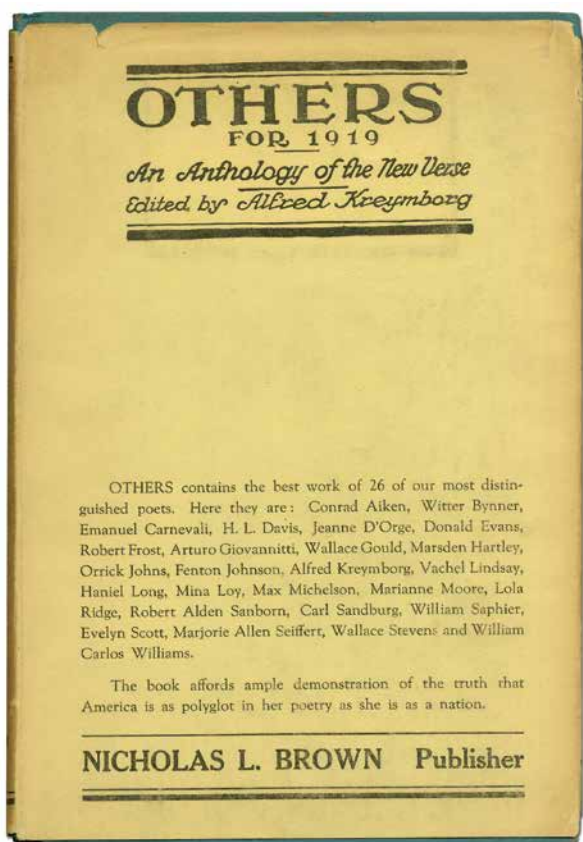 OTHERS
FOR 1919
An Anthology of the New Verse
Edited by Alfred Kreymborg
OTHERS contains the best work of 26 of our most distin-
guished poets. Here they are: Conrad Aiken, Witter Bynner,
Emanuel Carnevali, H. L. Davis, Jeanne D'Orge, Donald Evans,
Robert Frost, Arturo Giovannitti, Wallace Gould, Marsden Hartley,
Orrick Johns, Fenton Johnson, Alfred Kreymborg, Vachel Lindsay,
Haniel Long, Mina Loy, Max Michelson, Marianne Moore, Lola
Ridge, Robert Alden Sanborn, Carl Sandburg, William Saphier,
Evelyn Scott, Marjorie Allen Seiffert, Wallace Stevens and William
Carlos Williams.
The book affords ample demonstration of the truth that
America is as polyglot in her poetry as she is as a nation.
NICHOLAS L. BROWN Publisher